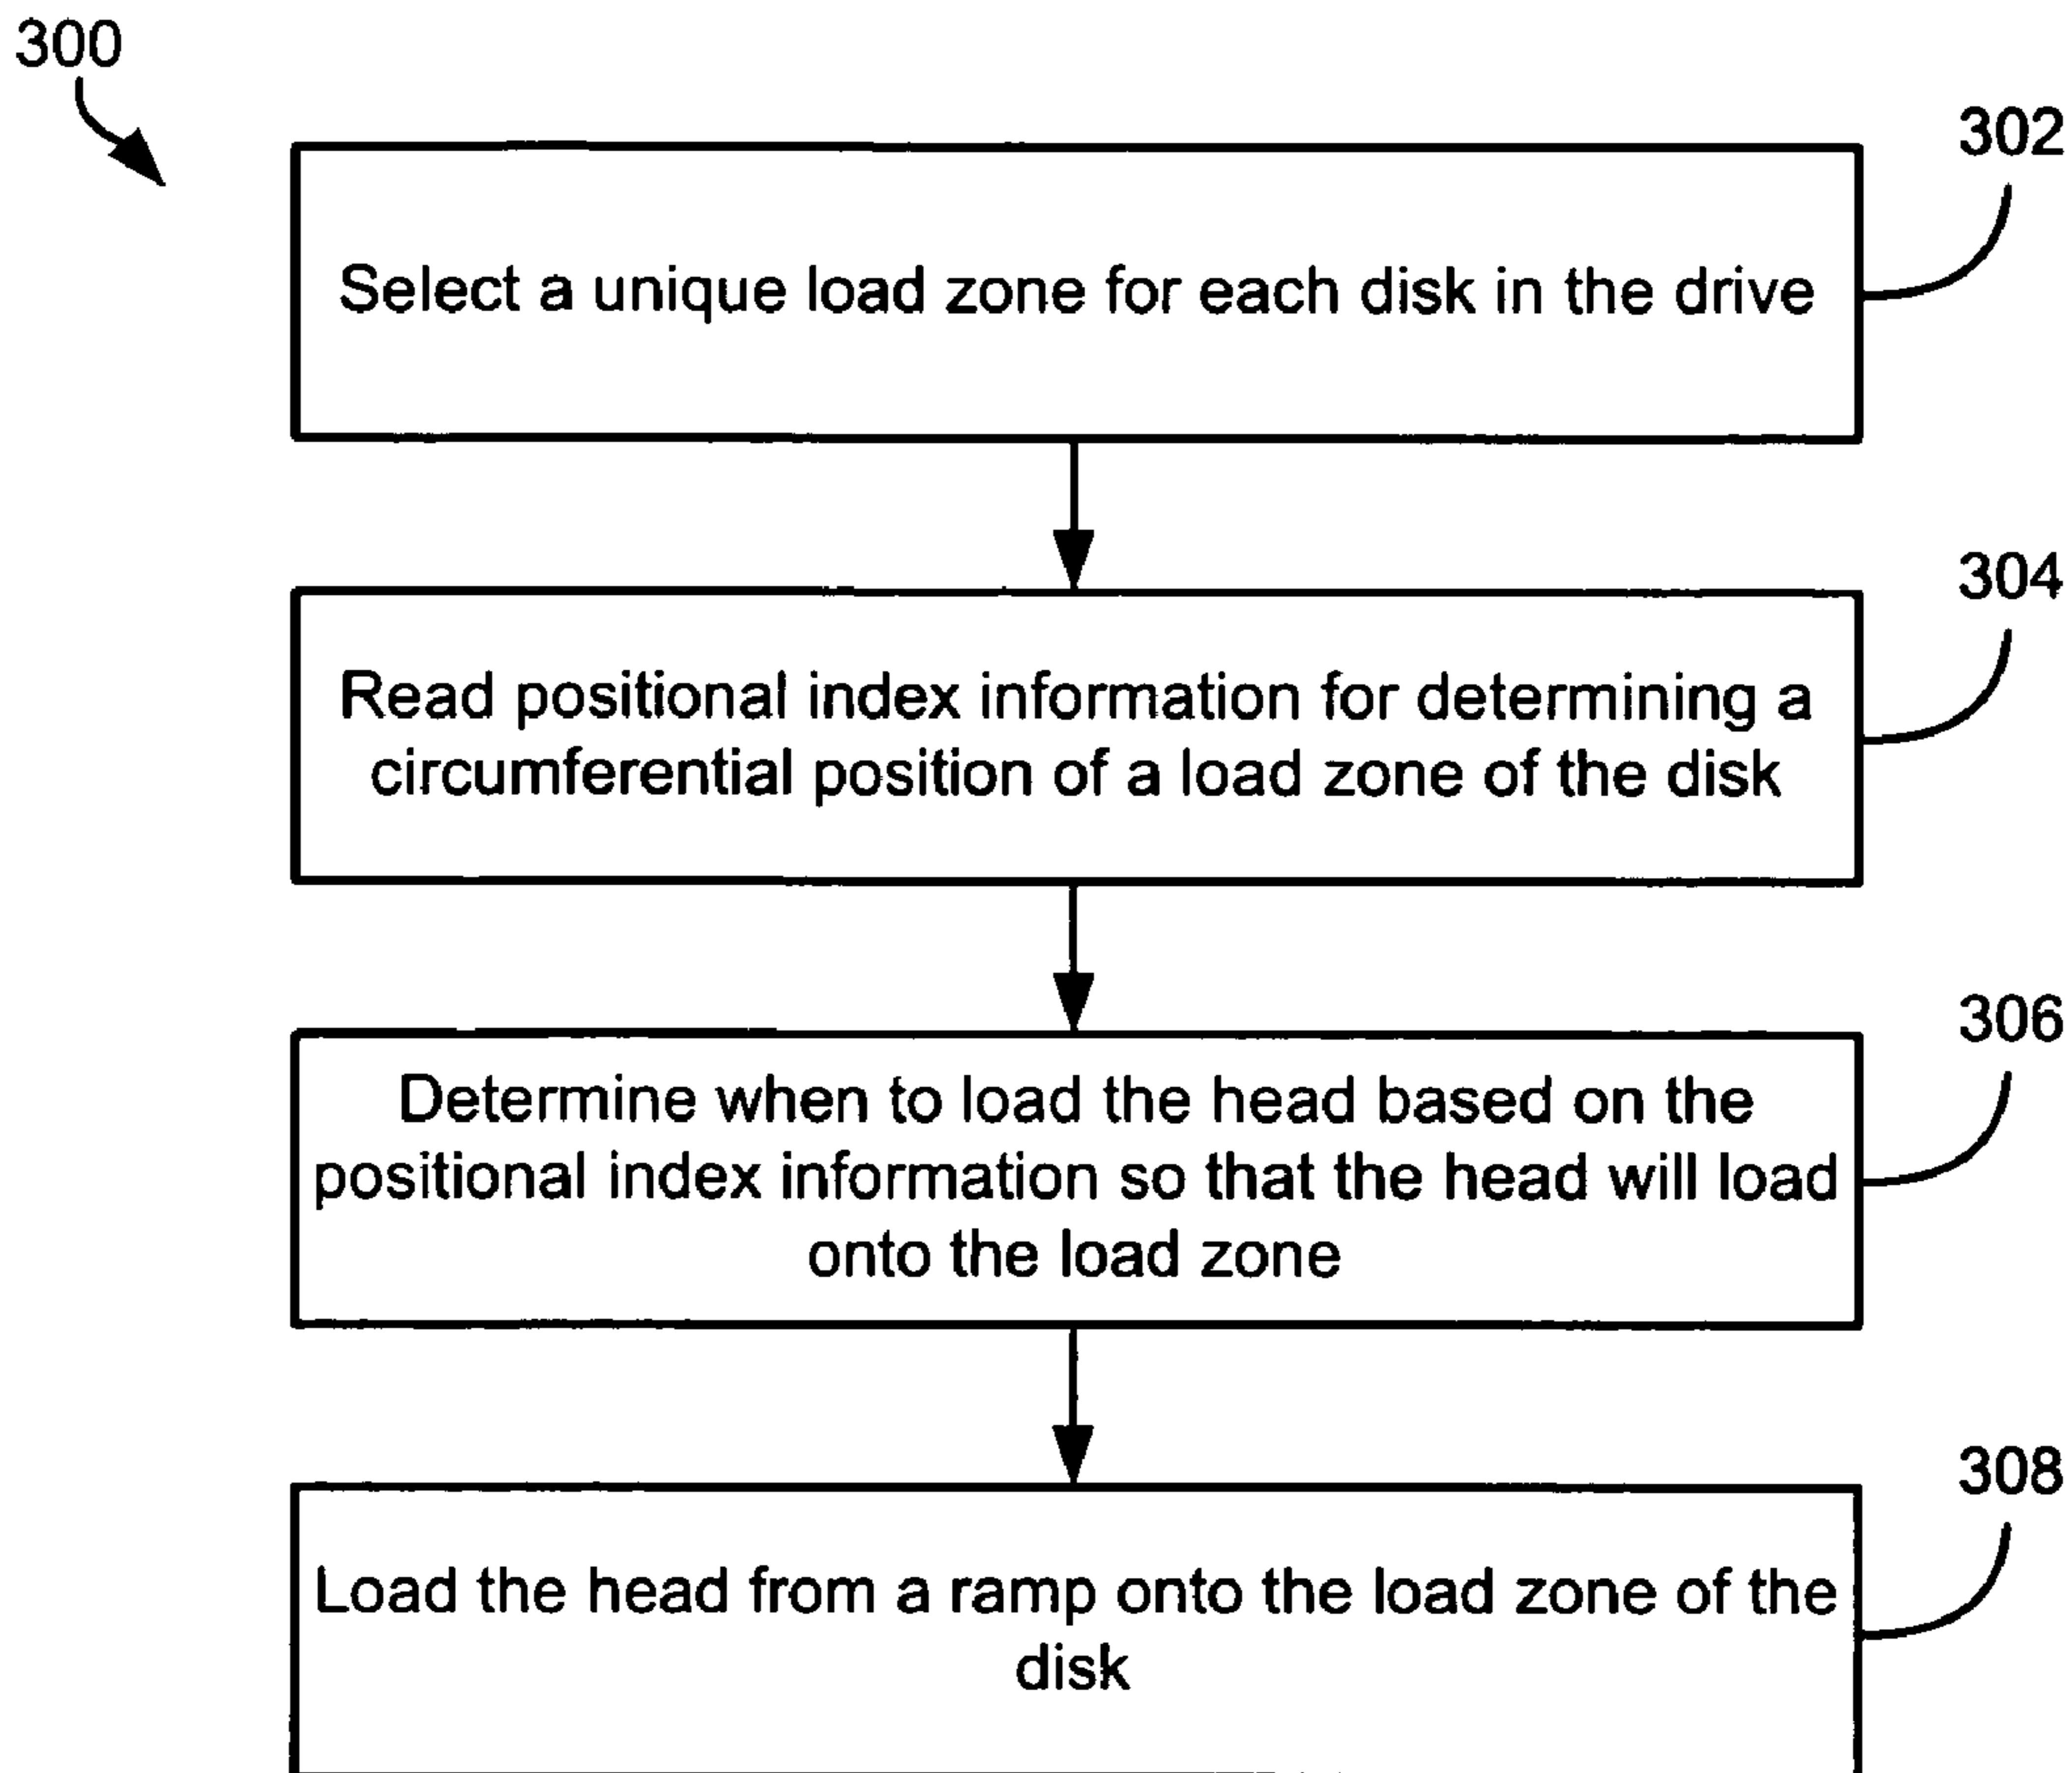 300
302
Select a unique load zone for each disk in the drive
304
Read positional index information for determining a
circumferential position of a load zone of the disk
306
Determine when to load the head based on the
positional index information so that the head will load
onto the load zone
308
Load the head from a ramp onto the load zone of the
disk